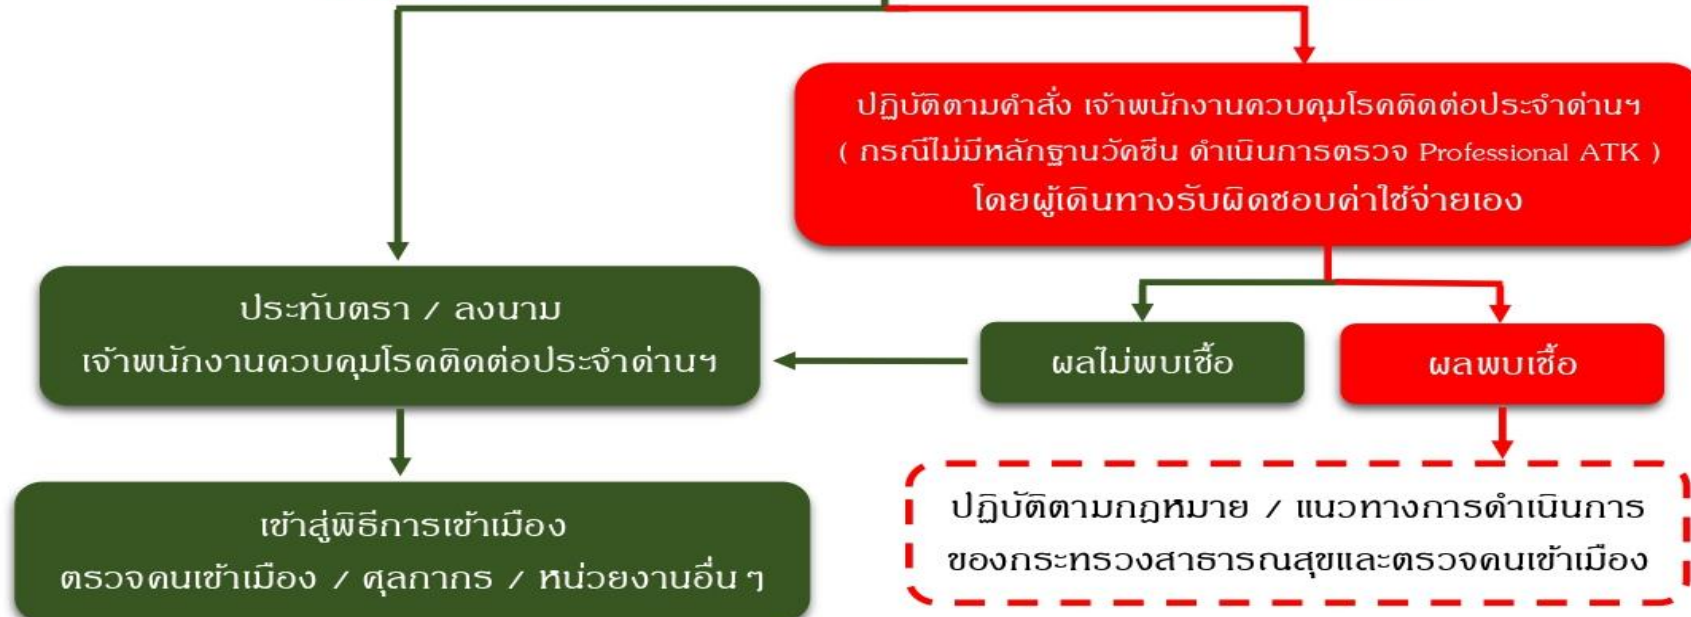 ปฏิบัติตามคำสั่ง เจ้าพนักงานควบคุมโรคติดต่อประจำด่านฯ
( กรณีไม่มีหลักฐานวัคซีน ดำเนินการตรวจ Professional ATK )
โดยผู้เดินทางรับผิดชอบค่าใช้จ่ายเอง
ประทับตรา / ลงนาม
เจ้าพนักงานควบคุมโรคติดต่อประจำด่านฯ
ผลไม่พบเชื้อ
ผลพบเชื้อ
เข้าสู่พิธีการเข้าเมือง
ตรวจคนเข้าเมือง / ศุลกากร / หน่วยงานอื่น ๆ
ปฏิบัติตามกฎหมาย / แนวทางการดำเนินการ
ของกระทรวงสาธารณสุขและตรวจคนเข้าเมือง